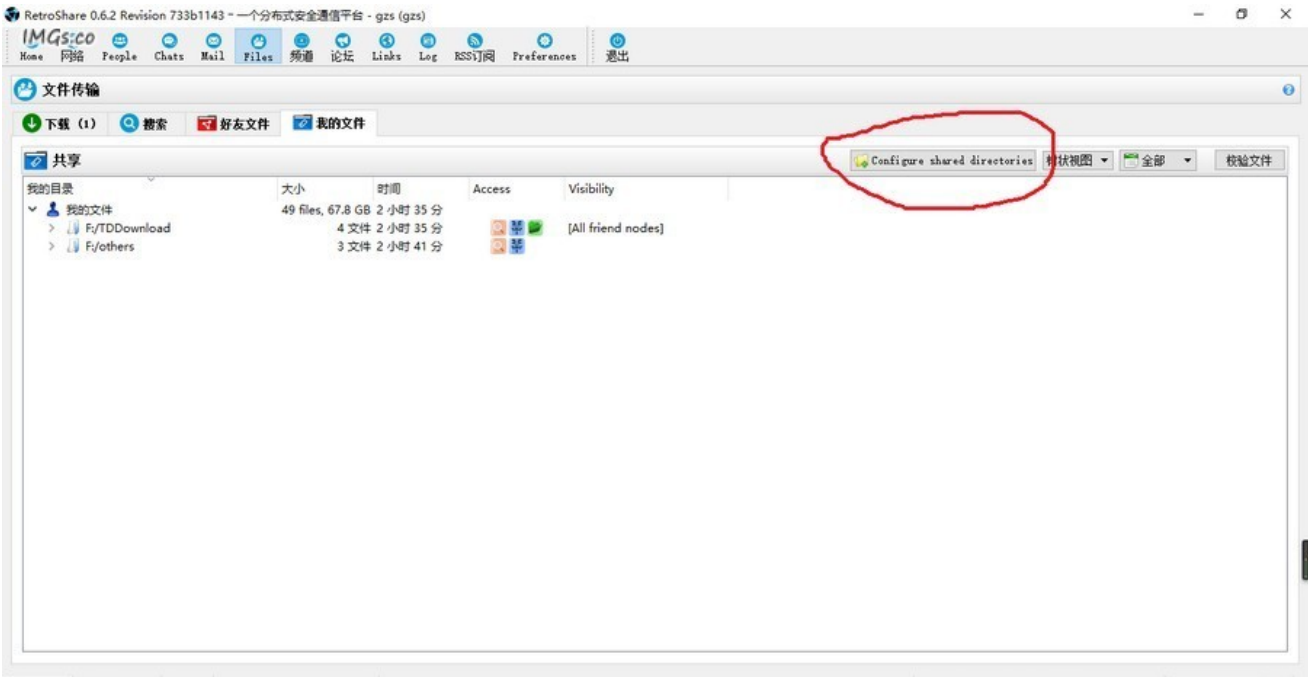 RetroShare 0.6.2 Revision 733b1143 - 一个分布式安全通信平台 - gzs (gzs)
IMGs.co
Home 网络 People Chats Mail Files 频道 论坛 Links Log RSS订阅 Preferences 退出
文件传输
下载 (1) 搜索 好友文件 我的文件
共享 Configure shared directories 树状视图 全部 校验文件
我的目录 大小 时间 Access Visibility
我的文件 49 files, 67.8 GB 2 小时 35 分
F:/TDDownload 4 文件 2 小时 35 分 [All friend nodes]
F:/others 3 文件 2 小时 41 分